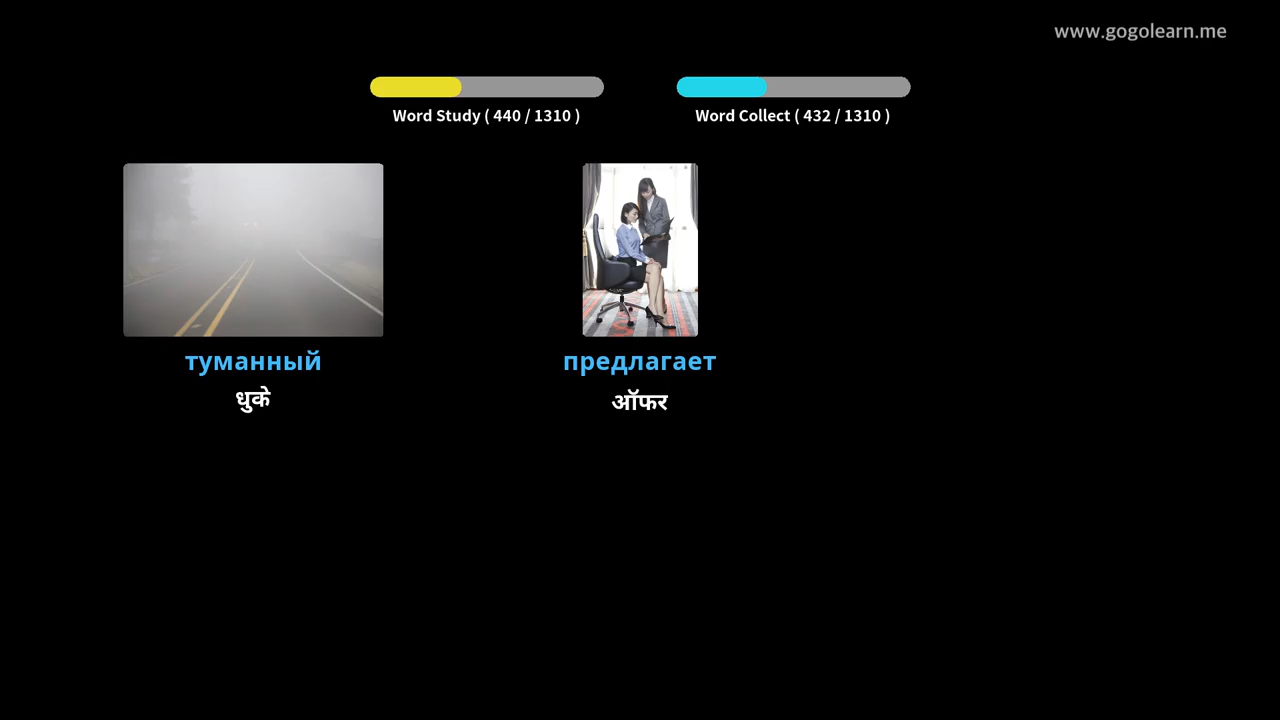 www.gogolearn.me
Word Study ( 440 / 1310 )
Word Collect ( 432 / 1310 )
туманный
धुके
предлагает
ऑफर